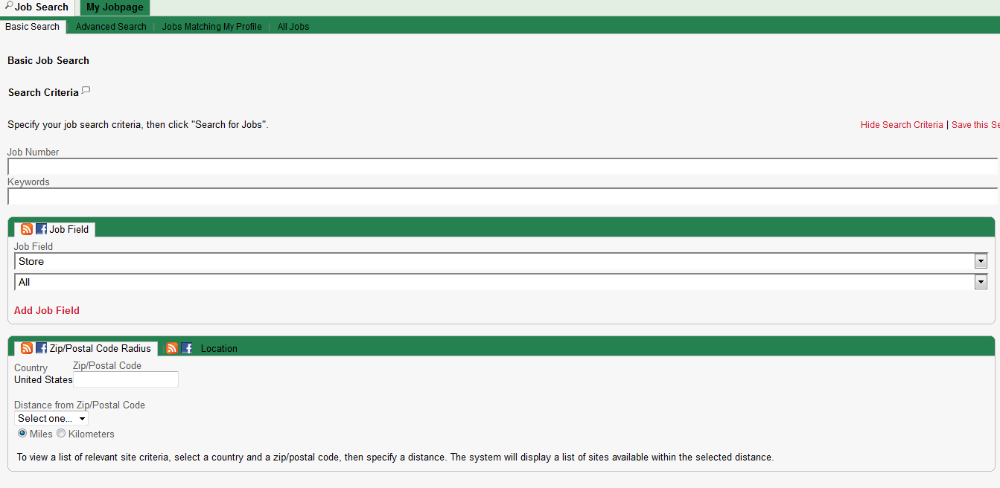 Job Search My Jobpage
Basic Search | Advanced Search | Jobs Matching My Profile | All Jobs
Basic Job Search
Search Criteria
Specify your job search criteria, then click "Search for Jobs".
Hide Search Criteria | Save this Se
Job Number
Keywords
Job Field
Job Field
Store
All
Add Job Field
Zip/Postal Code Radius | Location
Country Zip/Postal Code
United States
Distance from Zip/Postal Code
Select one...
Miles Kilometers
To view a list of relevant site criteria, select a country and a zip/postal code, then specify a distance. The system will display a list of sites available within the selected distance.